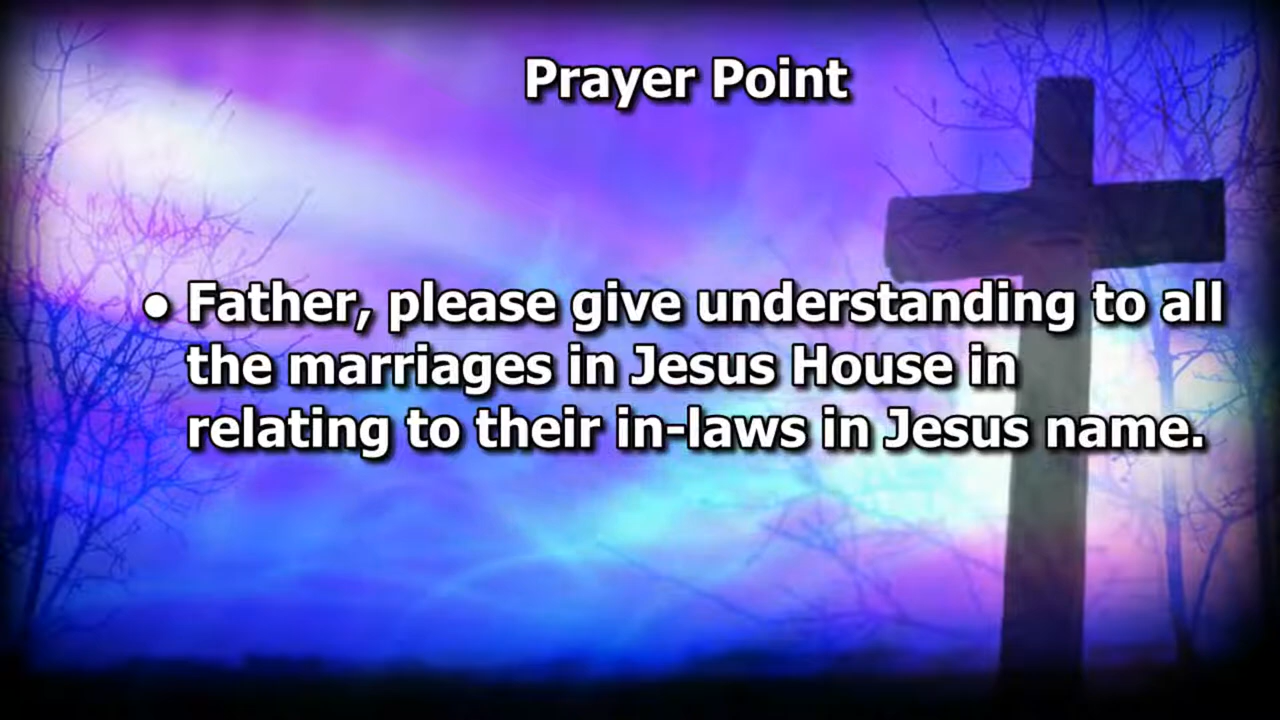 Prayer Point
• Father, please give understanding to all
the marriages in Jesus House in
relating to their in-laws in Jesus name.